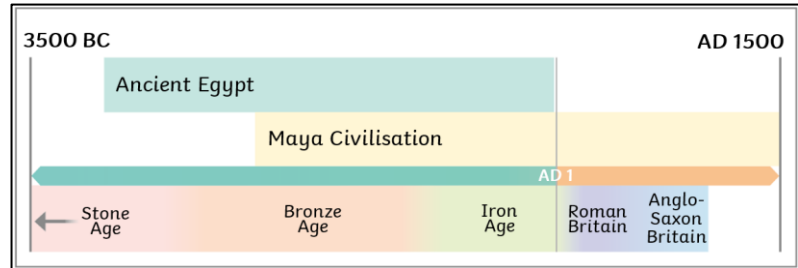 3500 BC
AD 1500
Ancient Egypt
Maya Civilisation
AD 1
Stone
Age
Bronze
Age
Iron
Age
Roman
Britain
Anglo-
Saxon
Britain